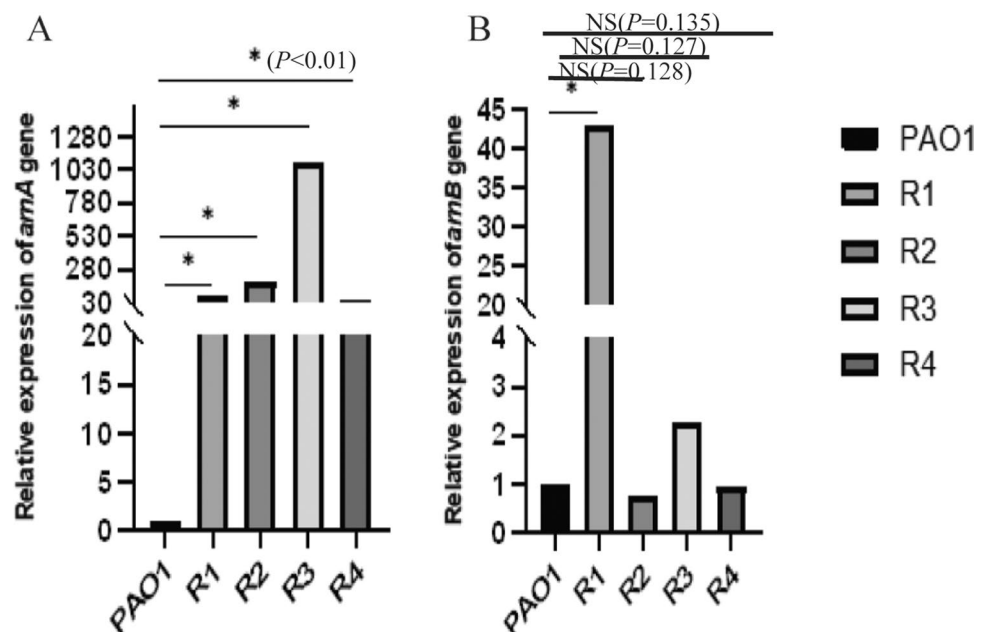 A
* (P<0.01)
*
*
*
Relative expression of arnA gene
1280
1030
780
530
280
30
20
15
10
5
0
PAO1
R1
R2
R3
R4
B
NS(P=0.135)
NS(P=0.127)
NS(P=0.128)
*
Relative expression of arnB gene
45
40
35
30
25
20
4
3
2
1
0
PAO1
R1
R2
R3
R4
PAO1
R1
R2
R3
R4